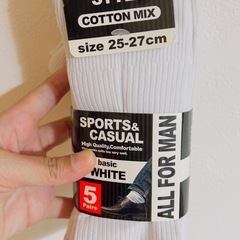 COTTON MIX
size 25-27cm
SPORTS&
CASUAL
High Quality,Comfortable
basic
WHITE
5
Pairs
ALL FOR MAN